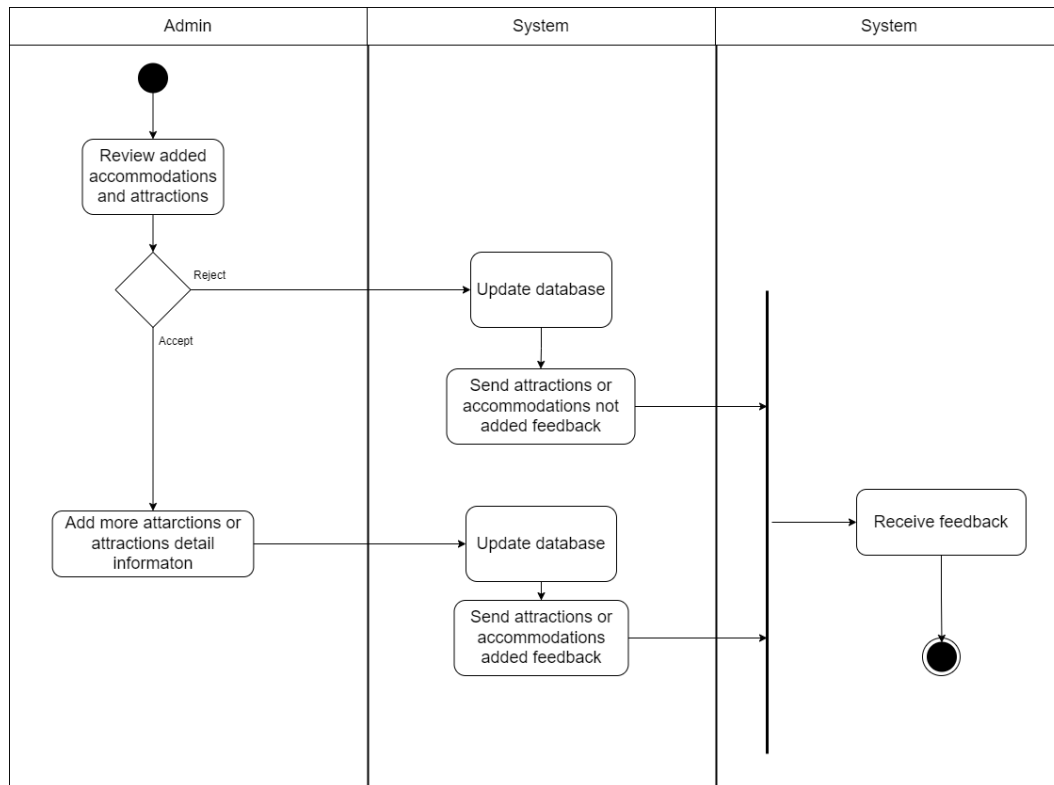 Admin
System
System
Review added
accommodations
and attractions
Reject
Accept
Update database
Send attractions or
accommodations not
added feedback
Add more attarctions or
attractions detail
informaton
Update database
Send attractions or
accommodations
added feedback
Receive feedback